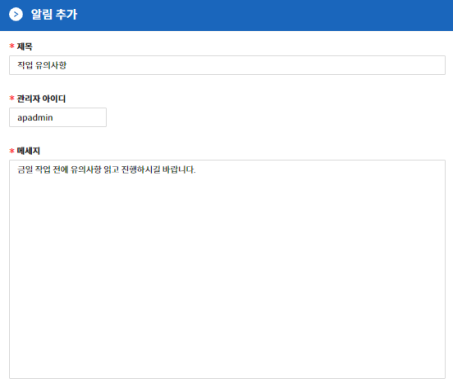 알림 추가
* 제목
작업 유의사항
* 관리자 아이디
apadmin
* 메세지
금일 작업 전에 유의사항 읽고 진행하시길 바랍니다.